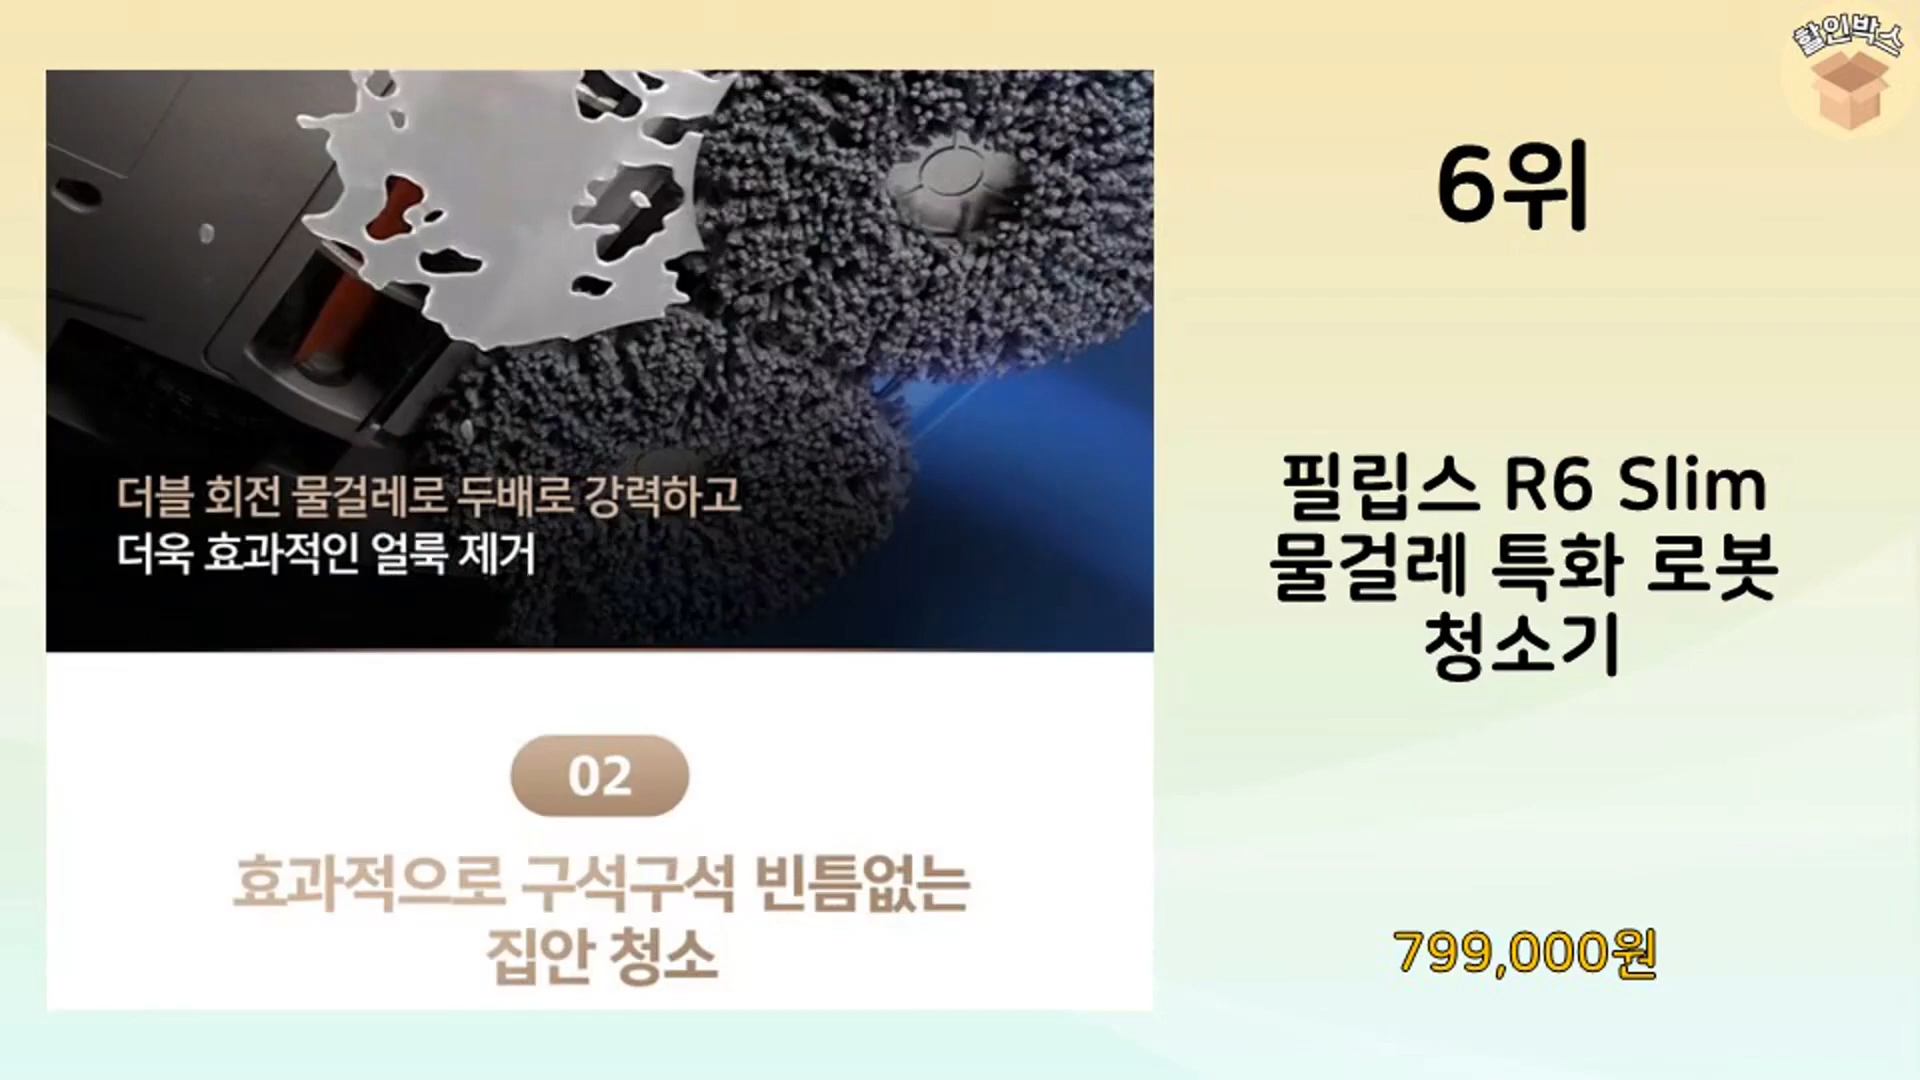 할인박스
6위
더블 회전 물걸레로 두배로 강력하고
더욱 효과적인 얼룩 제거
02
효과적으로 구석구석 빈틈없는
집안 청소
필립스 R6 Slim
물걸레 특화 로봇
청소기
799,000원